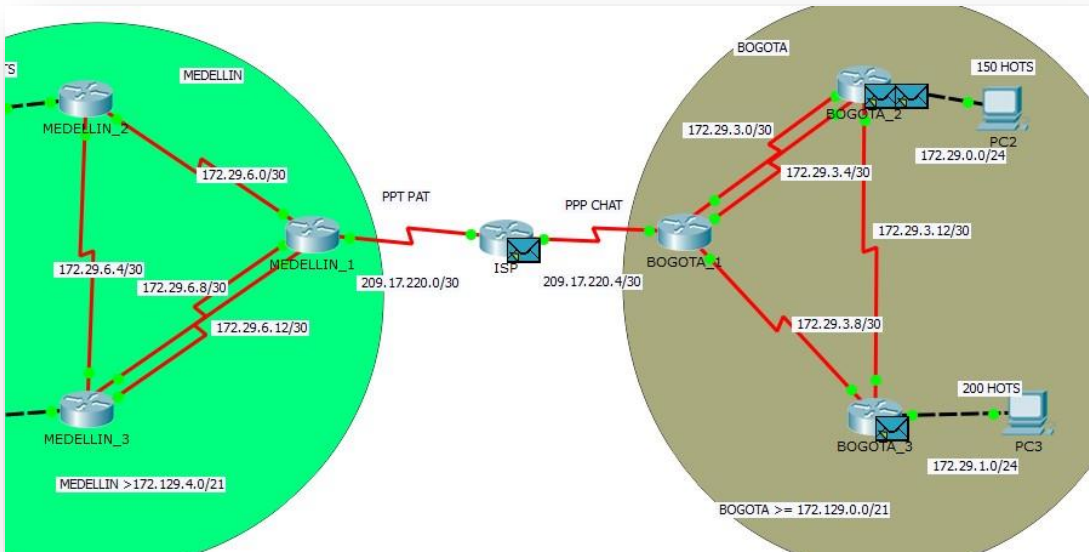 TS
MEDELLIN
MEDELLIN_2
172.29.6.0/30
PPT PAT
MEDELLIN_1
172.29.6.4/30
172.29.6.8/30
172.29.6.12/30
209.17.220.0/30
MEDELLIN_3
MEDELLIN >172.129.4.0/21
ISP
PPP CHAT
209.17.220.4/30
BOGOTA
150 HOTS
BOGOTA_2
PC2
172.29.3.0/30
172.29.0.0/24
172.29.3.4/30
BOGOTA_1
172.29.3.12/30
172.29.3.8/30
200 HOTS
BOGOTA_3
PC3
172.29.1.0/24
BOGOTA >= 172.129.0.0/21